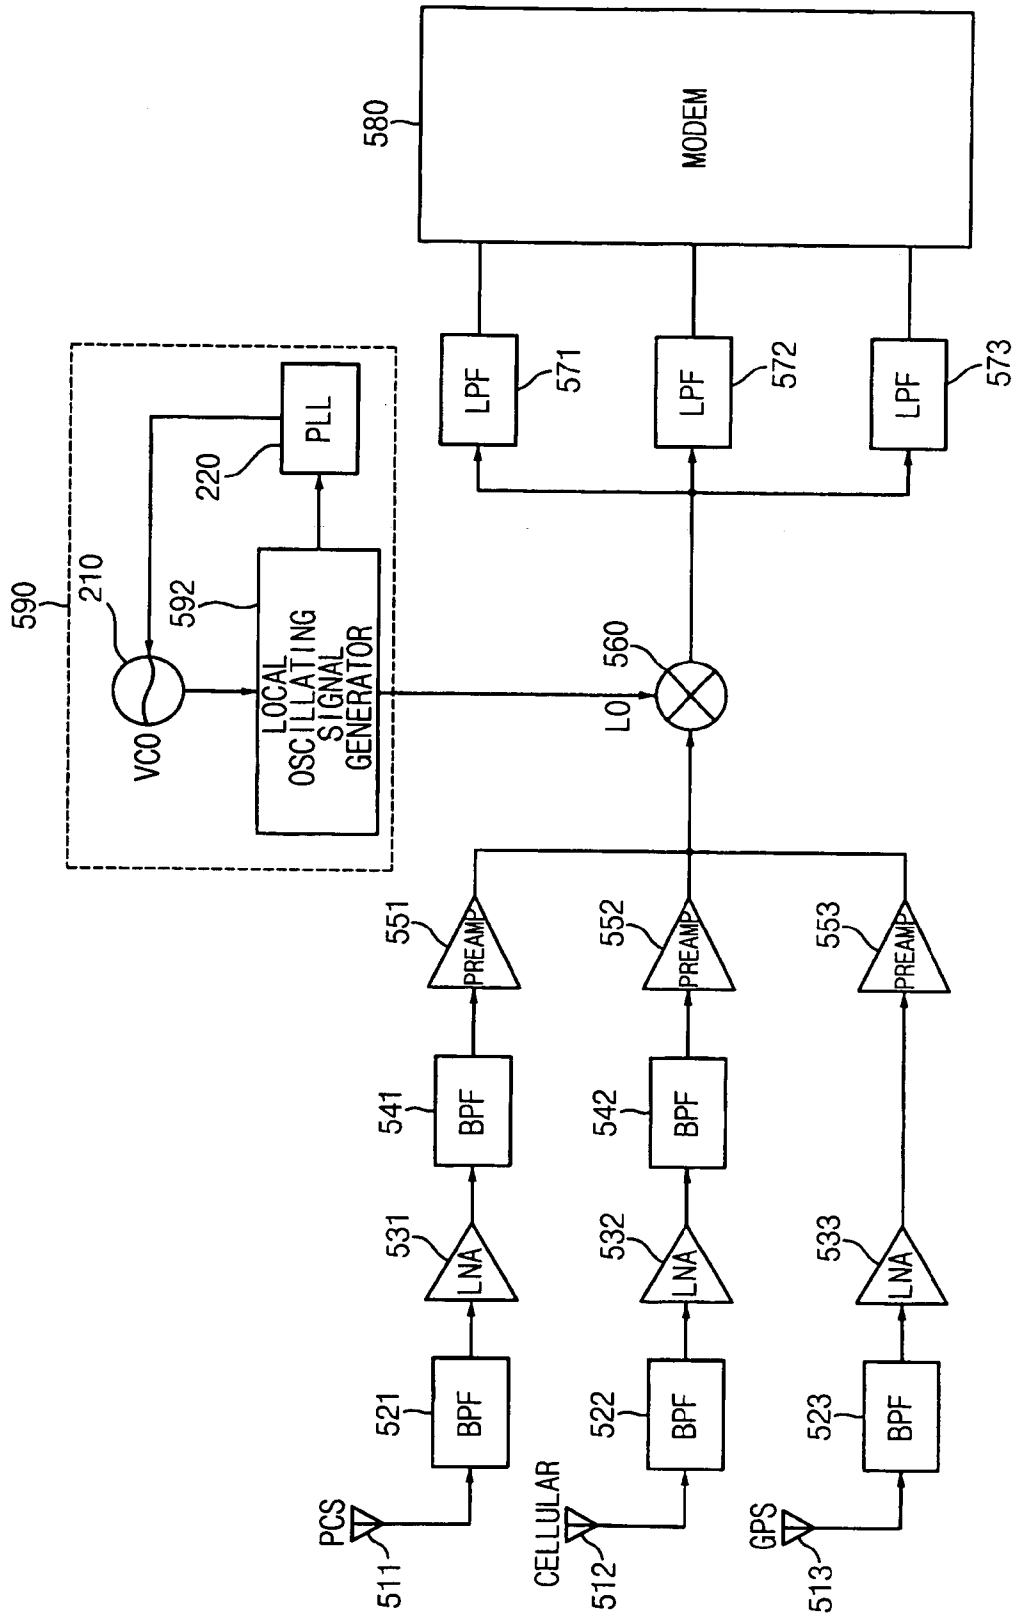 590
210
VCO
592
LOCAL
OSCILLATING
SIGNAL
GENERATOR
220
PLL
PCS
511
521
BPF
531
LNA
541
BPF
551
PREAMP
LO
560
LPF
571
580
MODEM
CELLULAR
512
522
BPF
532
LNA
542
BPF
552
PREAMP
LPF
572
GPS
513
523
BPF
533
LNA
553
PREAMP
LPF
573